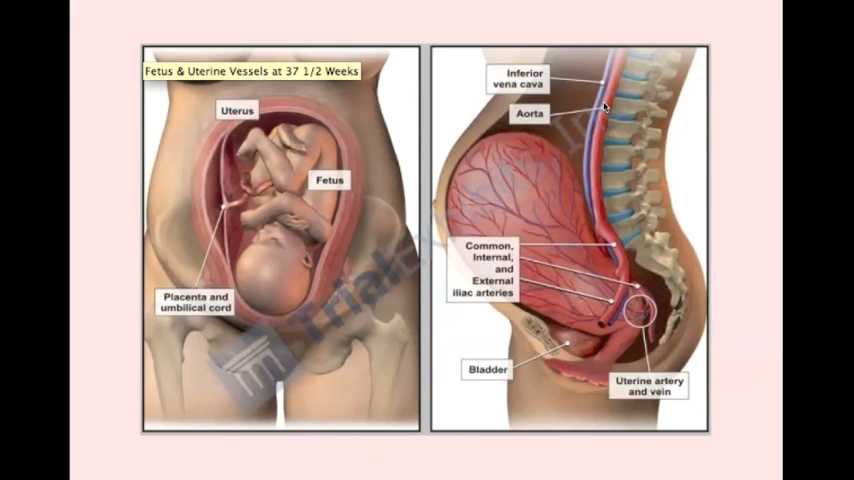 Fetus & Uterine Vessels at 37 1/2 Weeks
Uterus
Fetus
Placenta and
umbilical cord
Inferior
vena cava
Aorta
Common,
Internal,
and
External
iliac arteries
Bladder
Uterine artery
and vein